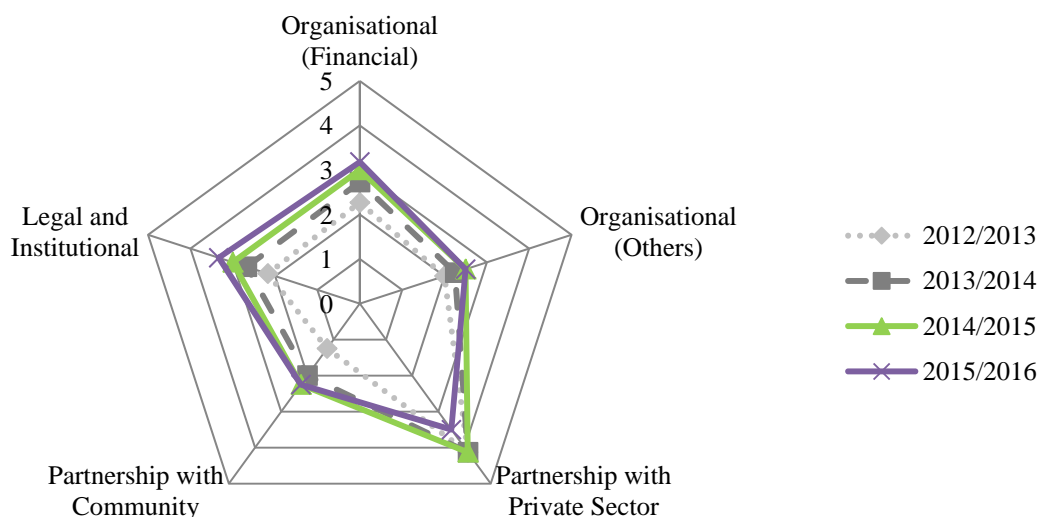 Organisational
(Financial)
5
4
3
2
1
0
Organisational
(Others)
Partnership with
Private Sector
Partnership with
Community
Legal and
Institutional
2012/2013
2013/2014
2014/2015
2015/2016